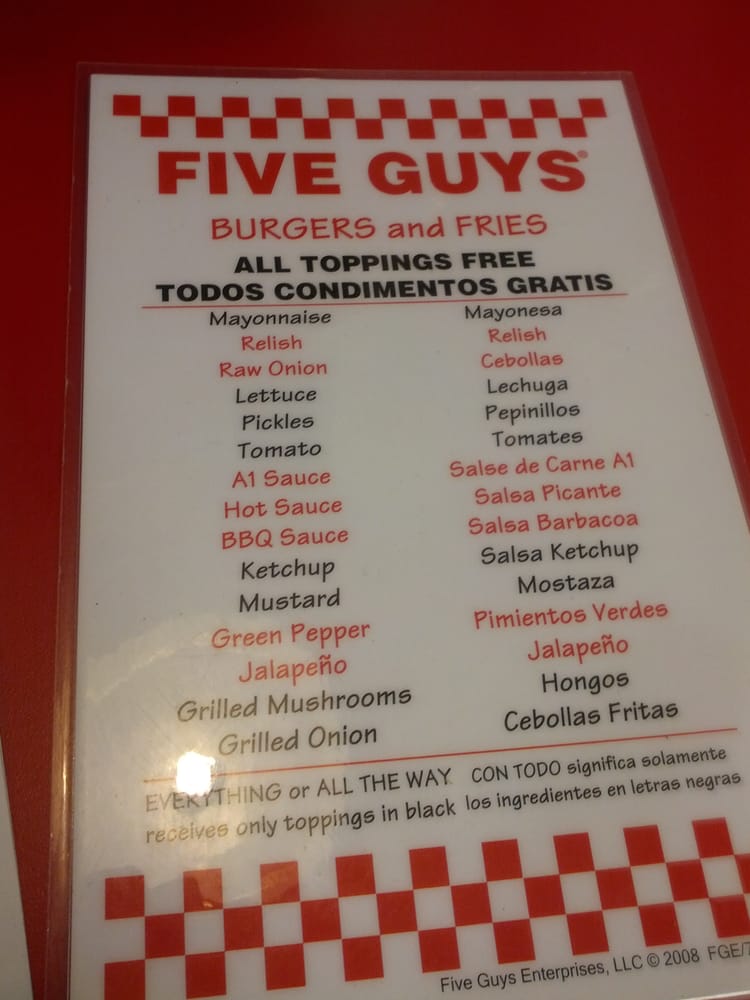 FIVE GUYS®
BURGERS and FRIES
ALL TOPPINGS FREE
TODOS CONDIMENTOS GRATIS
Mayonnaise
Relish
Raw Onion
Lettuce
Pickles
Tomato
A1 Sauce
Hot Sauce
BBQ Sauce
Ketchup
Mustard
Green Pepper
Jalapeño
Grilled Mushrooms
Grilled Onion
Mayonesa
Relish
Cebollas
Lechuga
Pepinillos
Tomates
Salse de Carne A1
Salsa Picante
Salsa Barbacoa
Salsa Ketchup
Mostaza
Pimientos Verdes
Jalapeño
Hongos
Cebollas Fritas
EVERYTHING or ALL THE WAY
receives only toppings in black
CON TODO significa solamente
los ingredientes en letras negras
Five Guys Enterprises, LLC © 2008 FGE/